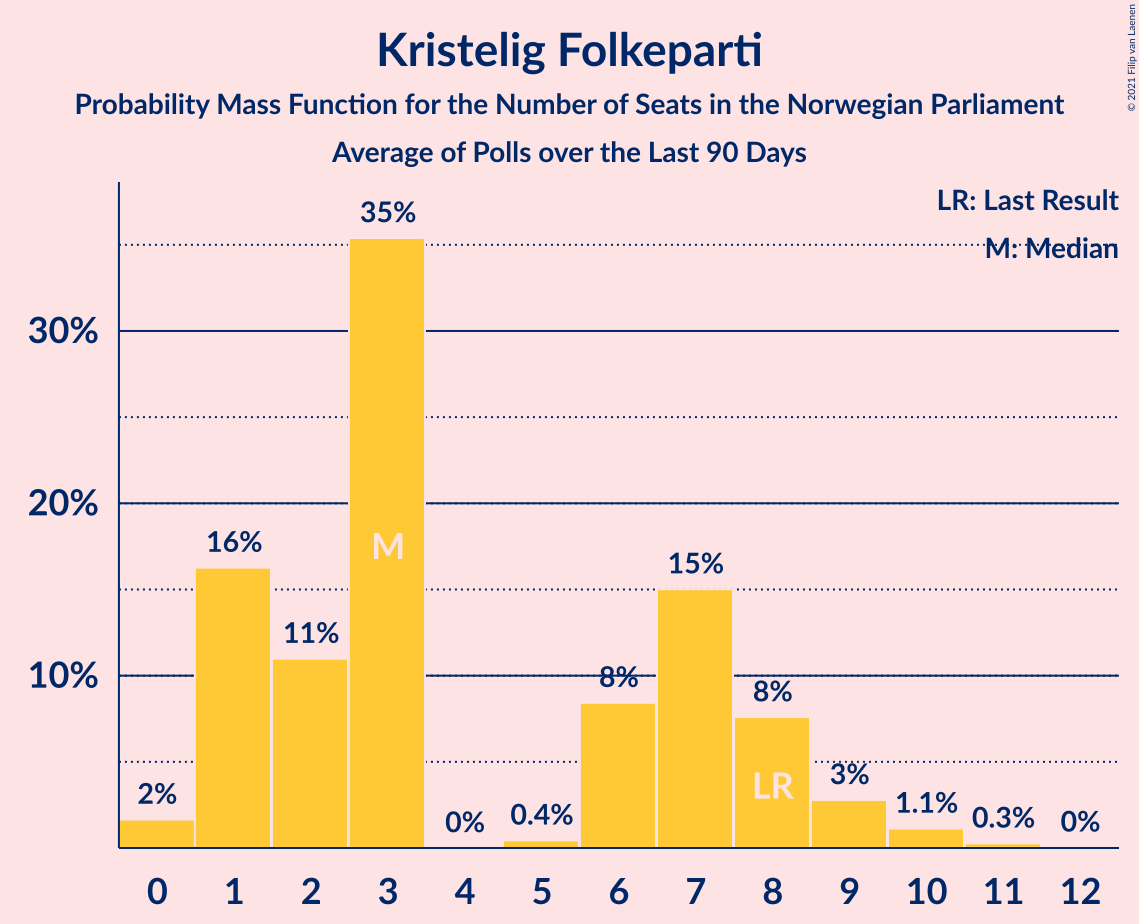 Kristelig Folkeparti
Probability Mass Function for the Number of Seats in the Norwegian Parliament
Average of Polls over the Last 90 Days
© 2021 Filip van Laenen
LR: Last Result
M: Median
35%
30%
20%
16%
M
15%
11%
10%
8%
8%
LR
3%
2%
1.1%
0.4%
0.3%
0%
0%
0 1 2 3 4 5 6 7 8 9 10 11 12